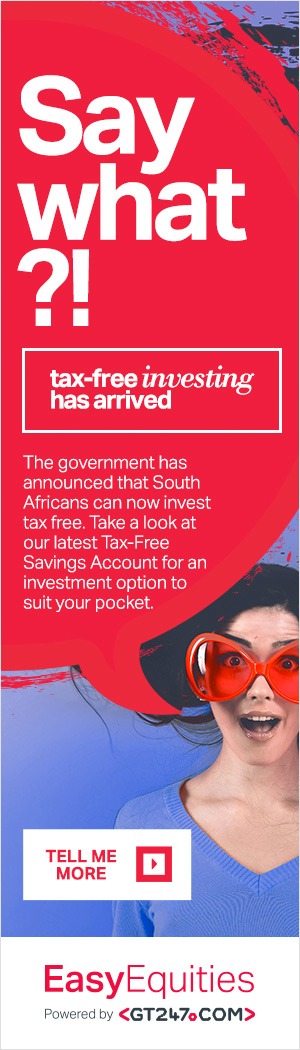 Say
what
?!
tax-free investing
has arrived
The government has
announced that South
Africans can now invest
tax free. Take a look at
our latest Tax-Free
Savings Account for an
investment option to
suit your pocket.
TELL ME
MORE
EasyEquities
Powered by <GT247.COM>